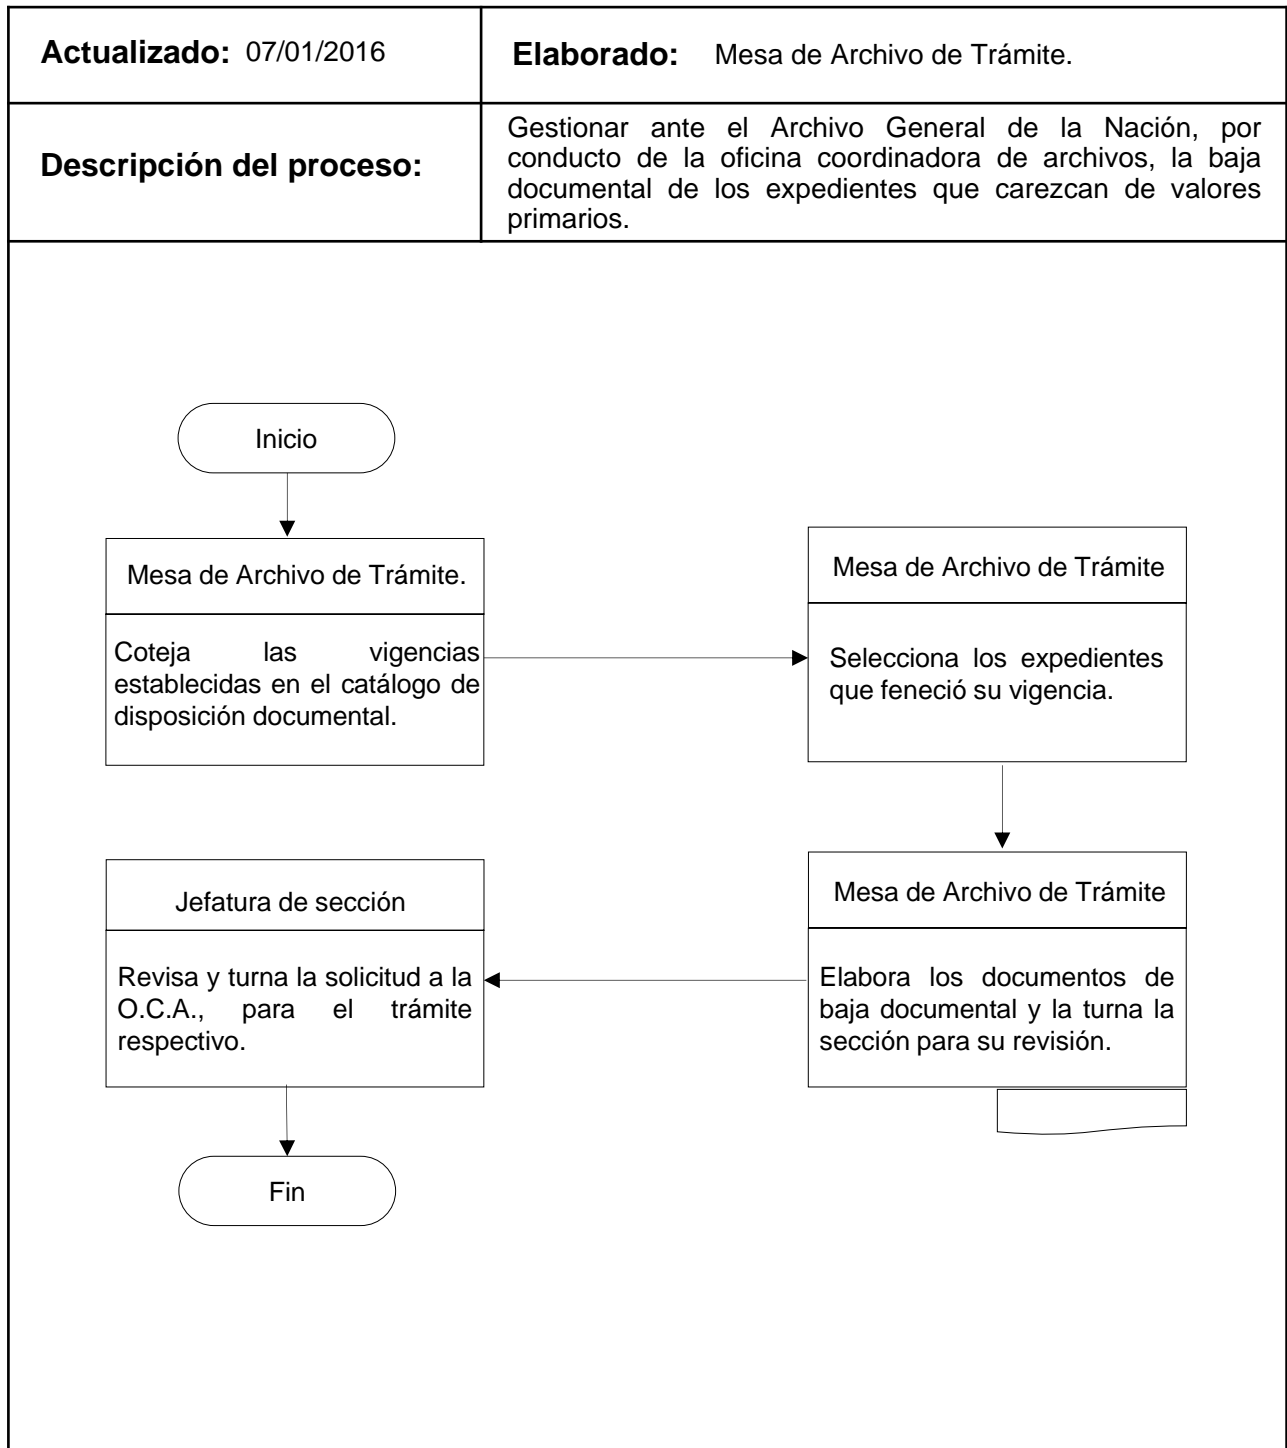 Actualizado: 07/01/2016
Elaborado: Mesa de Archivo de Trámite.
Descripción del proceso:
Gestionar ante el Archivo General de la Nación, por
conducto de la oficina coordinadora de archivos, la baja
documental de los expedientes que carezcan de valores
primarios.
Inicio
Mesa de Archivo de Trámite.
Coteja las vigencias
establecidas en el catálogo de
disposición documental.
Mesa de Archivo de Trámite
Selecciona los expedientes
que feneció su vigencia.
Mesa de Archivo de Trámite
Elabora los documentos de
baja documental y la turna la
sección para su revisión.
Jefatura de sección
Revisa y turna la solicitud a la
O.C.A., para el trámite
respectivo.
Fin